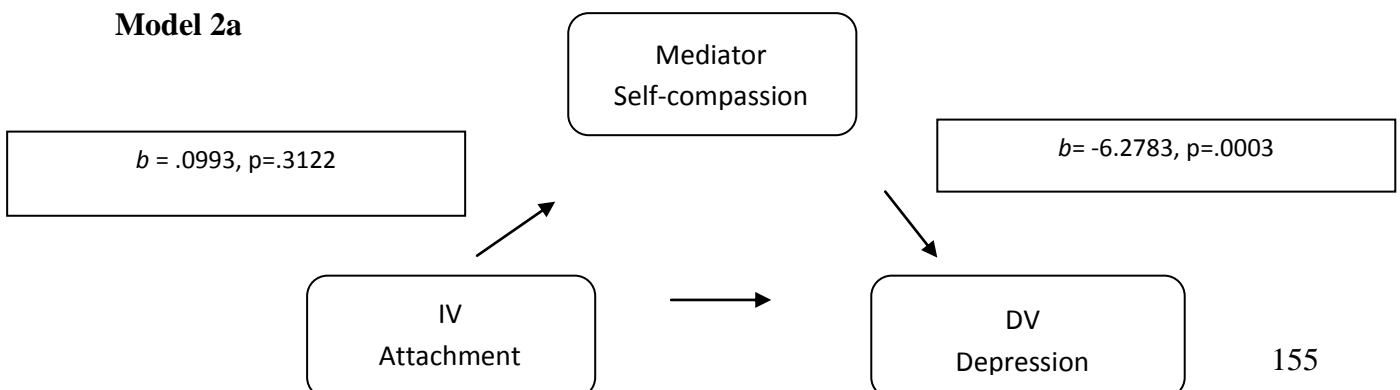 Model 2a
Mediator
Self-compassion
b = .0993, p=.3122
b= -6.2783, p=.0003
IV
Attachment
DV
Depression
155